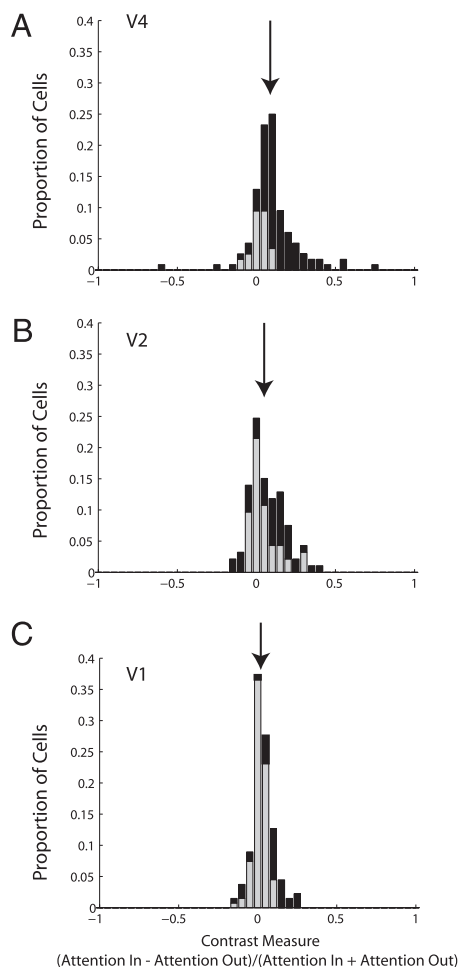 A
V4
0.4
0.35
0.3
0.25
0.2
0.15
0.1
0.05
0
−1 −0.5 0 0.5 1
Proportion of Cells
B
V2
0.4
0.35
0.3
0.25
0.2
0.15
0.1
0.05
0
−1 −0.5 0 0.5 1
Proportion of Cells
C
V1
0.4
0.35
0.3
0.25
0.2
0.15
0.1
0.05
0
−1 −0.5 0 0.5 1
Proportion of Cells
Contrast Measure
(Attention In - Attention Out)/(Attention In + Attention Out)